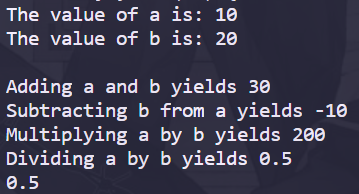 The value of a is: 10
The value of b is: 20
Adding a and b yields 30
Subtracting b from a yields -10
Multiplying a by b yields 200
Dividing a by b yields 0.5
0.5